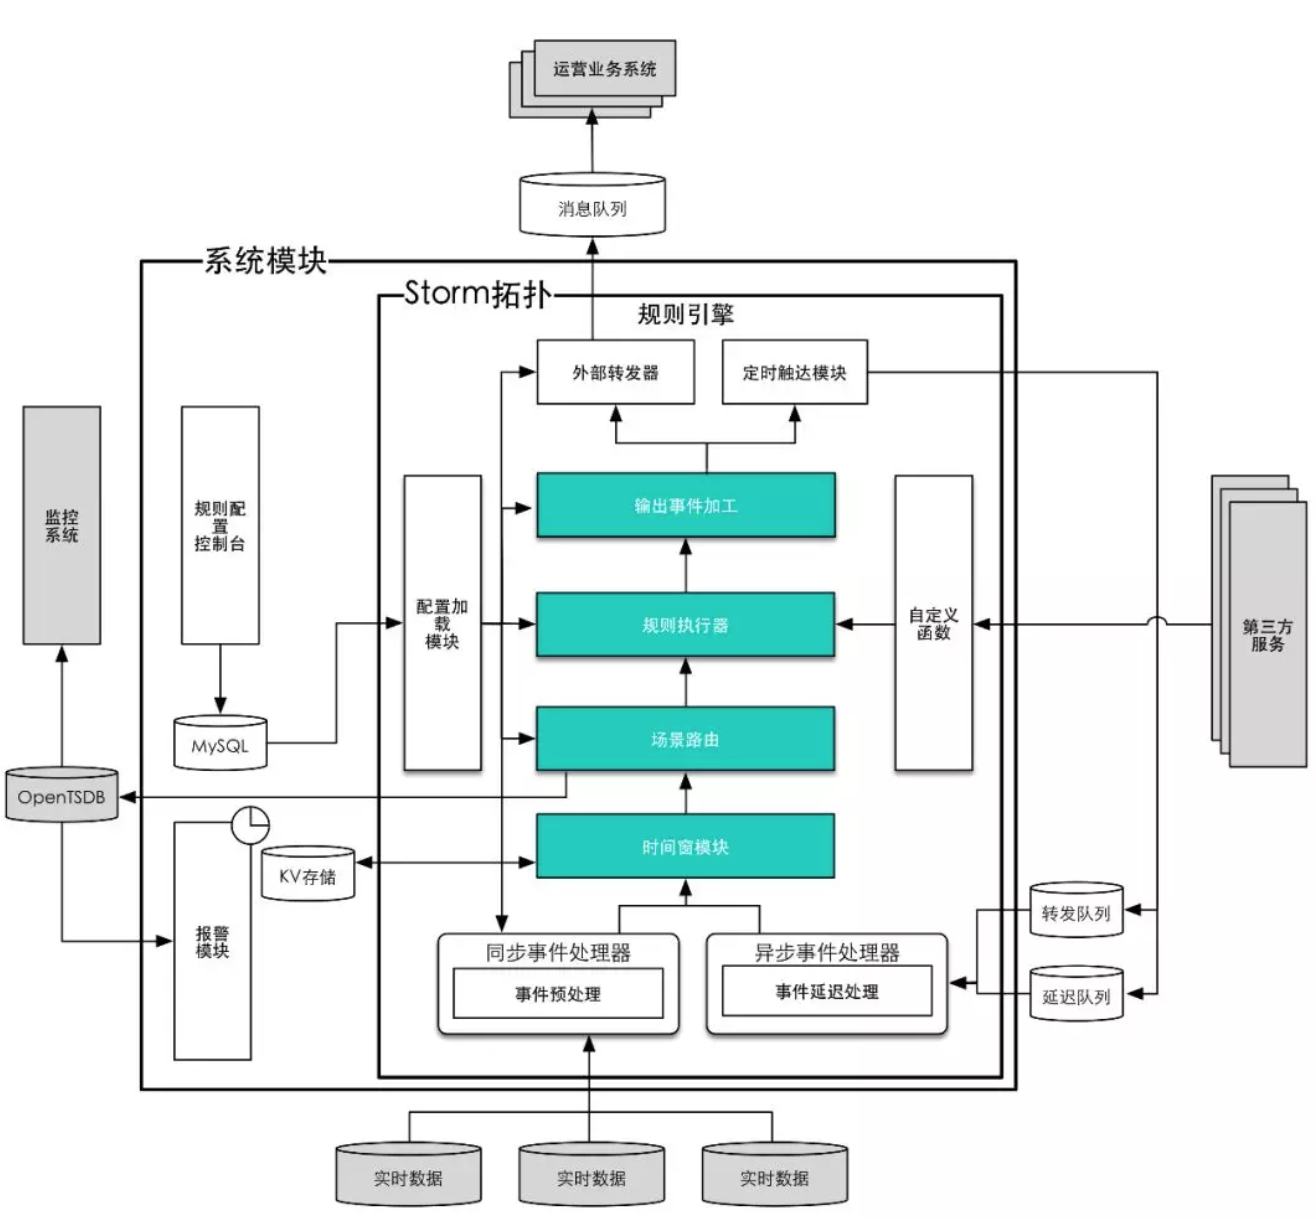 运营业务系统
消息队列
系统模块
Storm拓扑
规则引擎
外部转发器
定时触达模块
监控
系统
规则配
置
控制台
输出事件加工
配置加
载
模块
规则执行器
自定义
函数
第三方
服务
MySQL
场景路由
OpenTSDB
时间窗模块
KV存储
报警
模块
同步事件处理器
事件预处理
异步事件处理器
事件延迟处理
转发队列
延迟队列
实时数据
实时数据
实时数据